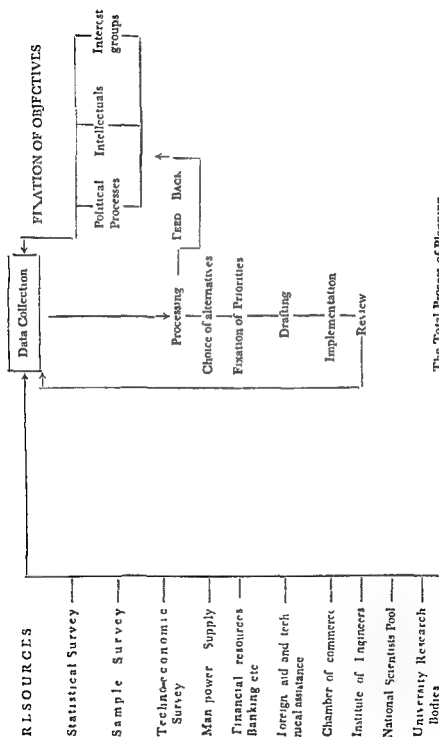 RLSOURCES
Statistical Survey
Sample Survey
Techno-economic
Survey
Man power Supply
Financial resources
Banking etc
Foreign aid and tech
nical assistance
Chamber of commerce
Institute of Engineers
National Scientists Pool
University Research
Bodies
Data Collection
FIXATION OF OBJECTIVES
Political
Processes
Intellectuals
Interest
groups
FEED BACK
Processing
Choice of alternatives
Fixation of Priorities
Drafting
Implementation
Review
The Total Process of Planning